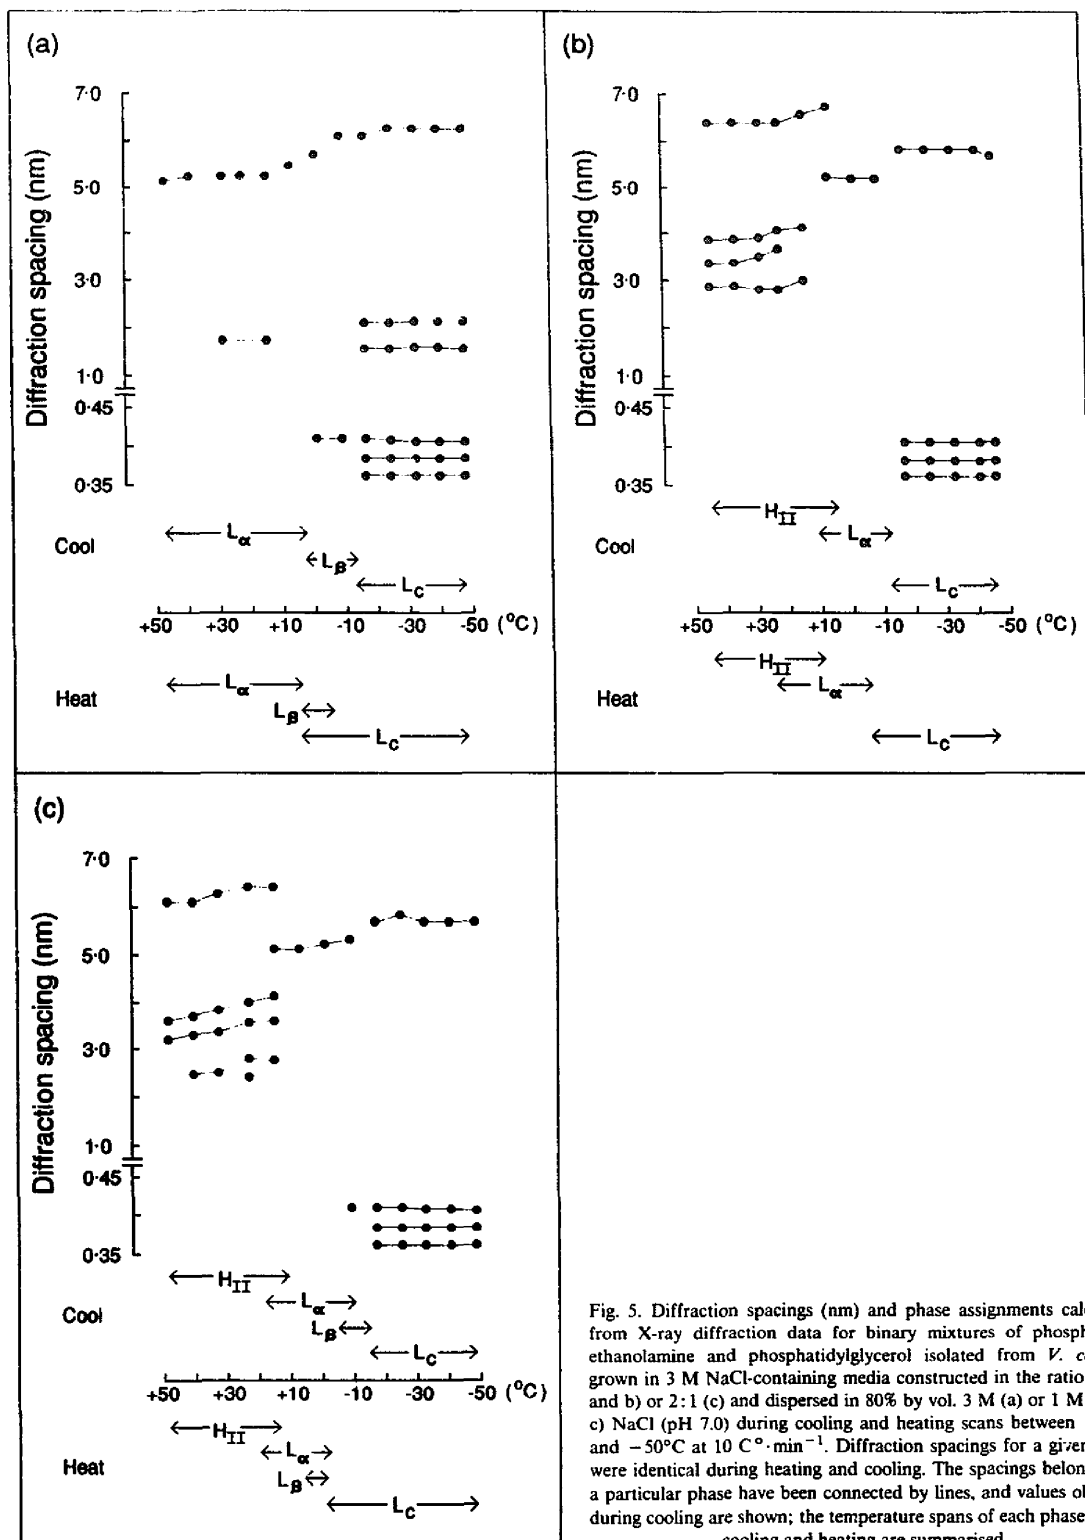 (a)
Diffraction spacing (nm)
7·0
5·0
3·0
1·0
0·45
0·35
Cool
Lα
Lβ
LC
+50 +30 +10 -10 -30 -50 (°C)
Heat
Lα
Lβ
LC
(b)
Diffraction spacing (nm)
7·0
5·0
3·0
1·0
0·45
0·35
Cool
HII
Lα
LC
+50 +30 +10 -10 -30 -50 (°C)
Heat
HII
Lα
LC
(c)
Diffraction spacing (nm)
7·0
5·0
3·0
1·0
0·45
0·35
Cool
HII
Lα
Lβ
LC
+50 +30 +10 -10 -30 -50 (°C)
Heat
HII
Lα
Lβ
LC
Fig. 5. Diffraction spacings (nm) and phase assignments
from X-ray diffraction data for binary mixtures of
ethanolamine and phosphatidylglycerol isolated from V.
grown in 3 M NaCl-containing media constructed in the ratio
and b) or 2:1 (c) and dispersed in 80% by vol. 3 M (a) or 1 M
c) NaCl (pH 7.0) during cooling and heating scans between
and −50°C at 10 C°·min−1. Diffraction spacings for a given
were identical during heating and cooling. The spacings
a particular phase have been connected by lines, and values
during cooling are shown; the temperature spans of each phase
cooling and heating are summarised